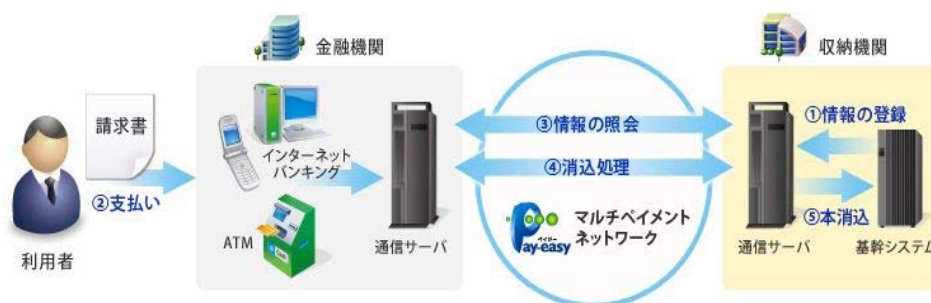 金融機関
収納機関
請求書
②支払い
利用者
インターネット
バンキング
ATM
通信サーバ
③情報の照会
④消込処理
ペイジー
Pay-easy
マルチペイメント
ネットワーク
①情報の登録
⑤本消込
通信サーバ
基幹システム